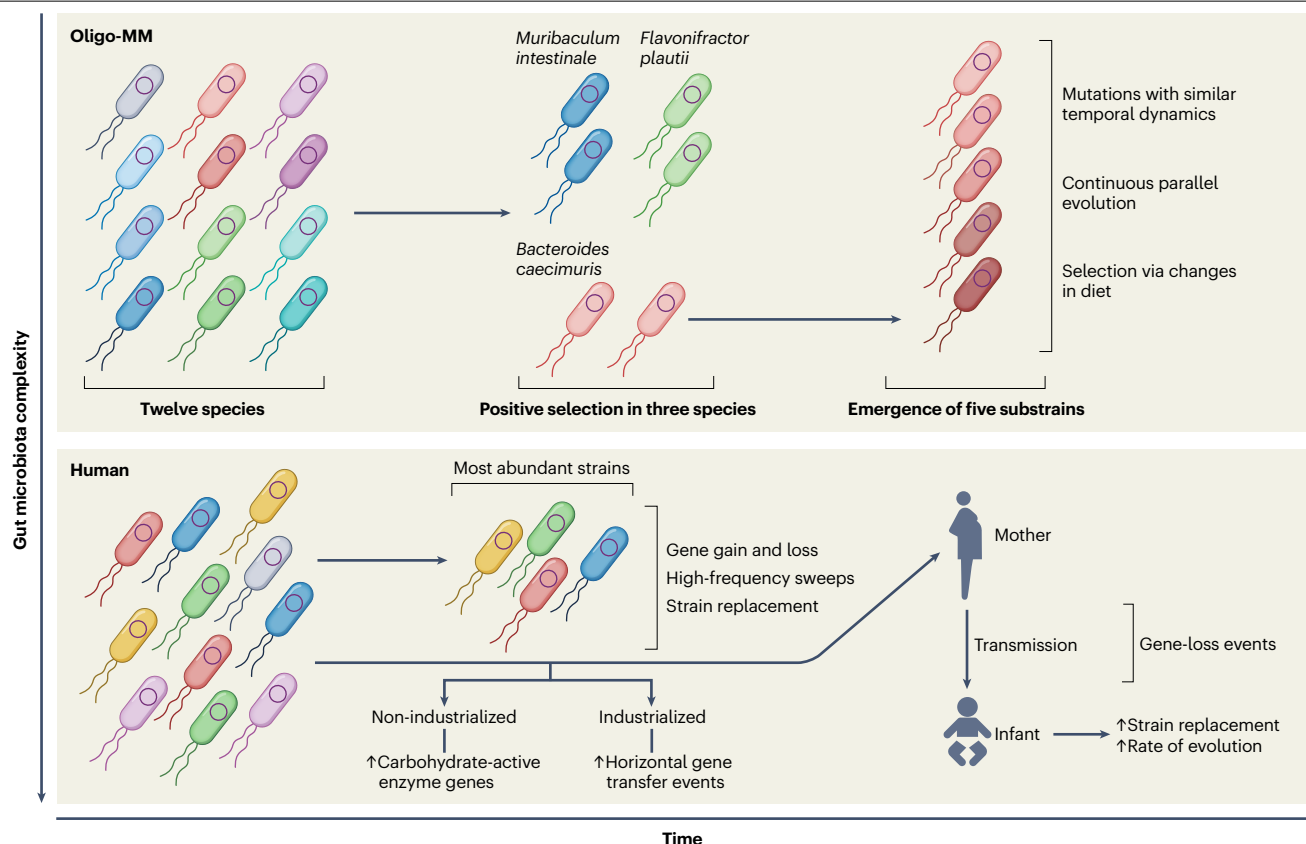 Gut microbiota complexity
Oligo-MM
Muribaculum
intestinale
Flavonifractor
plautii
Bacteroides
caecimuris
Mutations with similar
temporal dynamics
Continuous parallel
evolution
Selection via changes
in diet
Twelve species
Positive selection in three species
Emergence of five substrains
Human
Most abundant strains
Gene gain and loss
High-frequency sweeps
Strain replacement
Non-industrialized
↑Carbohydrate-active
enzyme genes
Industrialized
↑Horizontal gene
transfer events
Mother
Transmission
Gene-loss events
Infant
↑Strain replacement
↑Rate of evolution
Time